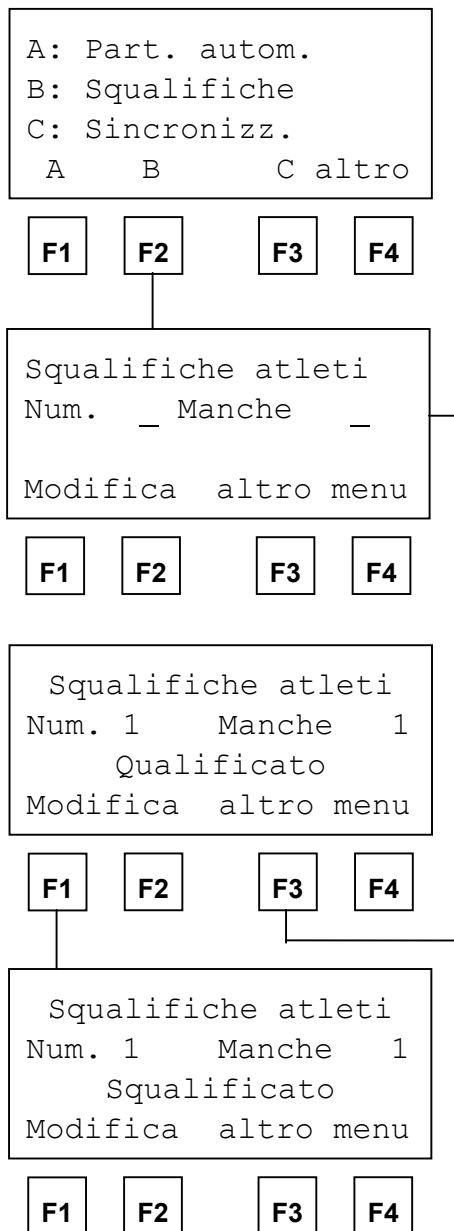 A: Part. autom.
B: Squalifiche
C: Sincronizz.
A B C altro
F1 F2 F3 F4
Squalifiche atleti
Num. _ Manche _
Modifica altro menu
F1 F2 F3 F4
Squalifiche atleti
Num. 1 Manche 1
Qualificato
Modifica altro menu
F1 F2 F3 F4
Squalifiche atleti
Num. 1 Manche 1
Squalificato
Modifica altro menu
F1 F2 F3 F4